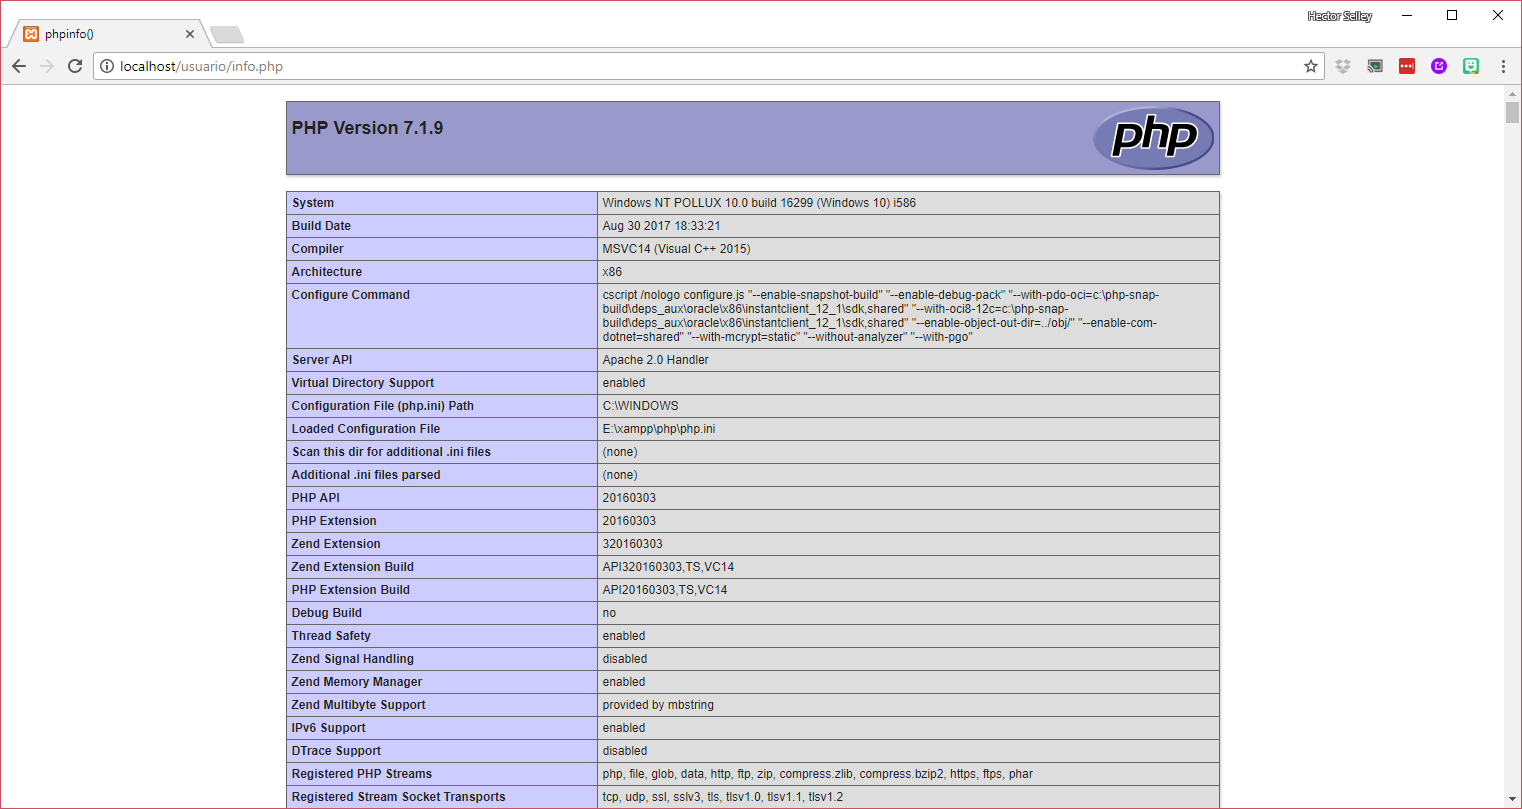 Hector Selley
phpinfo()
localhost/usuario/info.php
PHP Version 7.1.9
php
System Windows NT POLLUX 10.0 build 16299 (Windows 10) i586
Build Date Aug 30 2017 18:33:21
Compiler MSVC14 (Visual C++ 2015)
Architecture x86
Configure Command cscript /nologo configure.js "--enable-snapshot-build" "--enable-debug-pack" "--with-pdo-oci=c:\php-snap-
build\deps_aux\oracle\x86\instantclient_12_1\sdk,shared" "--with-oci8-12c=c:\php-snap-
build\deps_aux\oracle\x86\instantclient_12_1\sdk,shared" "--enable-object-out-dir=../obj/" "--enable-com-
dotnet=shared" "--with-mcrypt=static" "--without-analyzer" "--with-pgo"
Server API Apache 2.0 Handler
Virtual Directory Support enabled
Configuration File (php.ini) Path C:\WINDOWS
Loaded Configuration File E:\xampp\php\php.ini
Scan this dir for additional .ini files (none)
Additional .ini files parsed (none)
PHP API 20160303
PHP Extension 20160303
Zend Extension 320160303
Zend Extension Build API320160303,TS,VC14
PHP Extension Build API20160303,TS,VC14
Debug Build no
Thread Safety enabled
Zend Signal Handling disabled
Zend Memory Manager enabled
Zend Multibyte Support provided by mbstring
IPv6 Support enabled
DTrace Support disabled
Registered PHP Streams php, file, glob, data, http, ftp, zip, compress.zlib, compress.bzip2, https, ftps, phar
Registered Stream Socket Transports tcp, udp, ssl, sslv3, tls, tlsv1.0, tlsv1.1, tlsv1.2